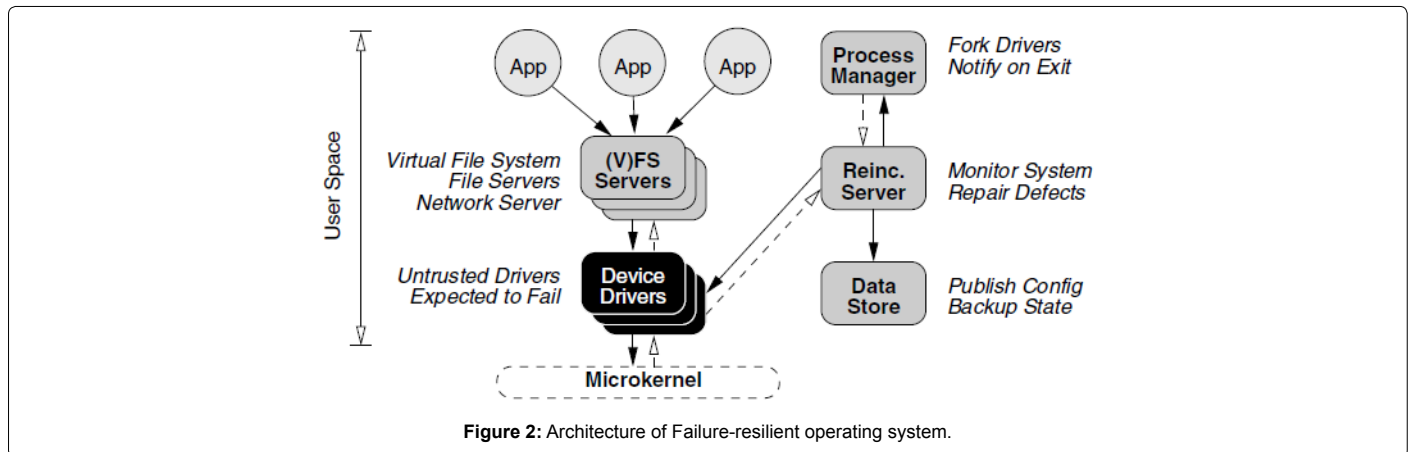 User Space
App
App
App
Process
Manager
Fork Drivers
Notify on Exit
Virtual File System
File Servers
Network Server
(V)FS
Servers
Reinc.
Server
Monitor System
Repair Defects
Untrusted Drivers
Expected to Fail
Device
Drivers
Data
Store
Publish Config
Backup State
Microkernel
Figure 2: Architecture of Failure-resilient operating system.